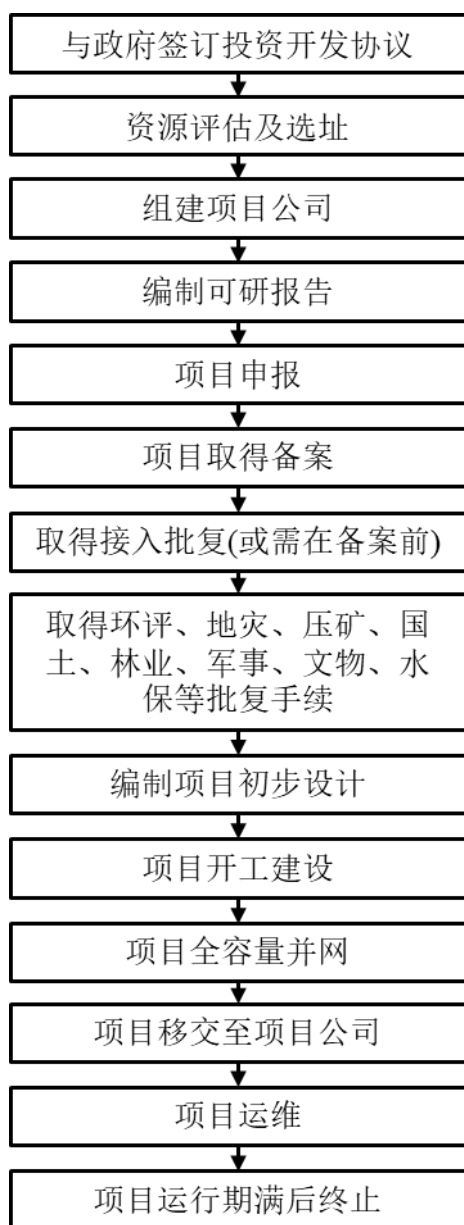 与政府签订投资开发协议
资源评估及选址
组建项目公司
编制可研报告
项目申报
项目取得备案
取得接入批复(或需在备案前)
取得环评、地灾、压矿、国
土、林业、军事、文物、水
保等批复手续
编制项目初步设计
项目开工建设
项目全容量并网
项目移交至项目公司
项目运维
项目运行期满后终止